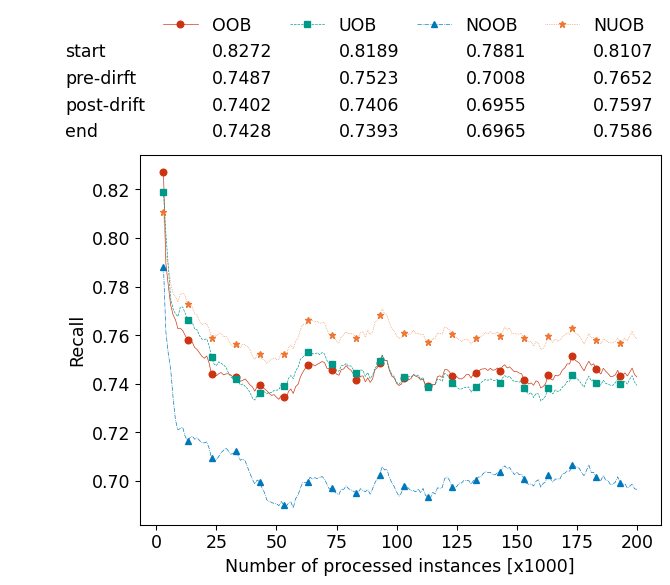 OOB UOB NOOB NUOB
start 0.8272 0.8189 0.7881 0.8107
pre-dirft 0.7487 0.7523 0.7008 0.7652
post-drift 0.7402 0.7406 0.6955 0.7597
end 0.7428 0.7393 0.6965 0.7586
0.82
0.80
0.78
0.76
0.74
0.72
0.70
Recall
0 25 50 75 100 125 150 175 200
Number of processed instances [x1000]